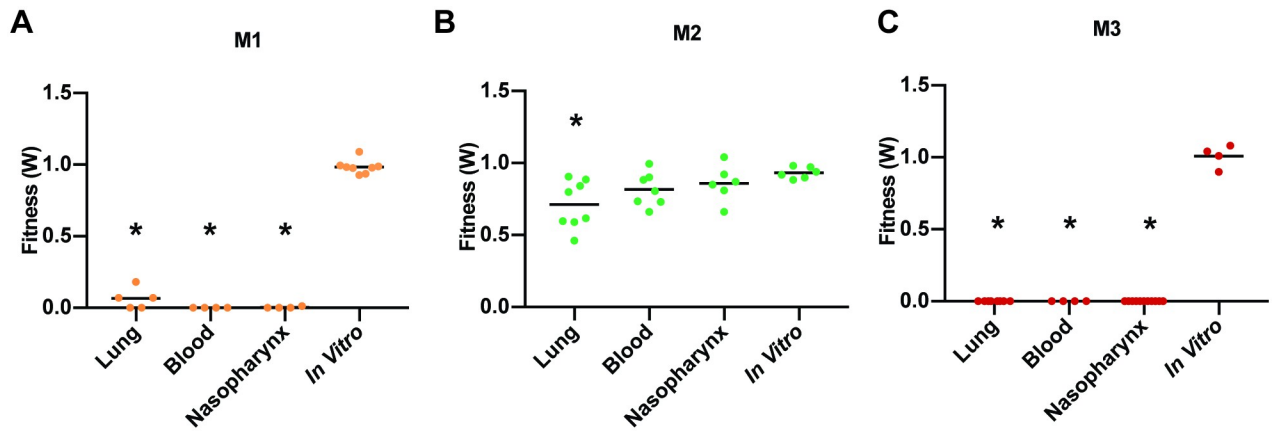 A
M1
Fitness (W)
1.5
1.0
0.5
0.0
*
*
*
Lung
Blood
Nasopharynx
In Vitro
B
M2
Fitness (W)
1.5
1.0
0.5
0.0
*
Lung
Blood
Nasopharynx
In Vitro
C
M3
Fitness (W)
1.5
1.0
0.5
0.0
*
*
*
Lung
Blood
Nasopharynx
In Vitro